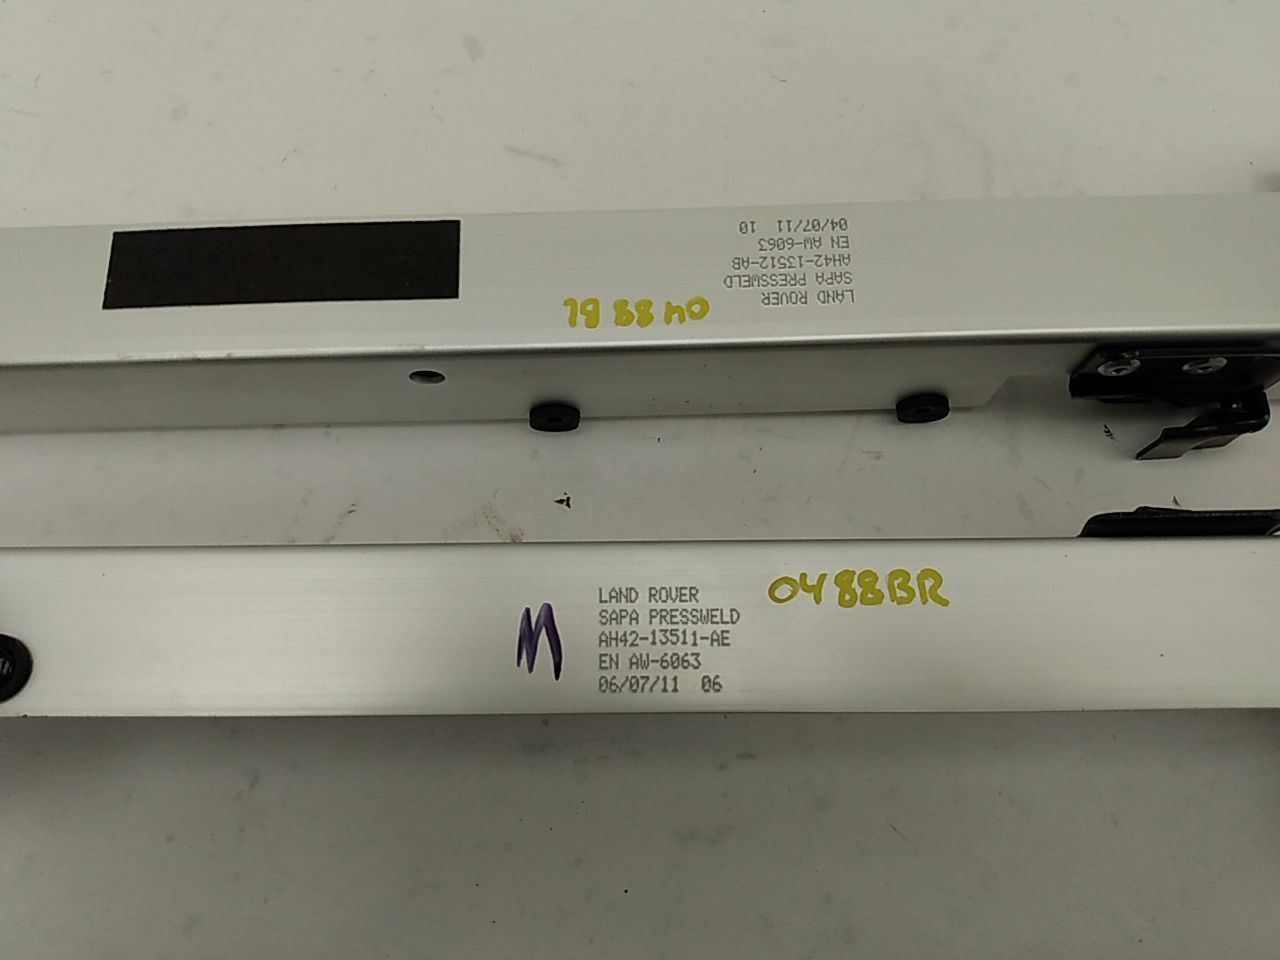 LAND ROVER
SAPA PRESSWELD
AH42-13512-AB
EN AW-6063
04/07/11 10
0488BL
LAND ROVER
SAPA PRESSWELD
AH42-13511-AE
EN AW-6063
06/07/11 06
M
0488BR